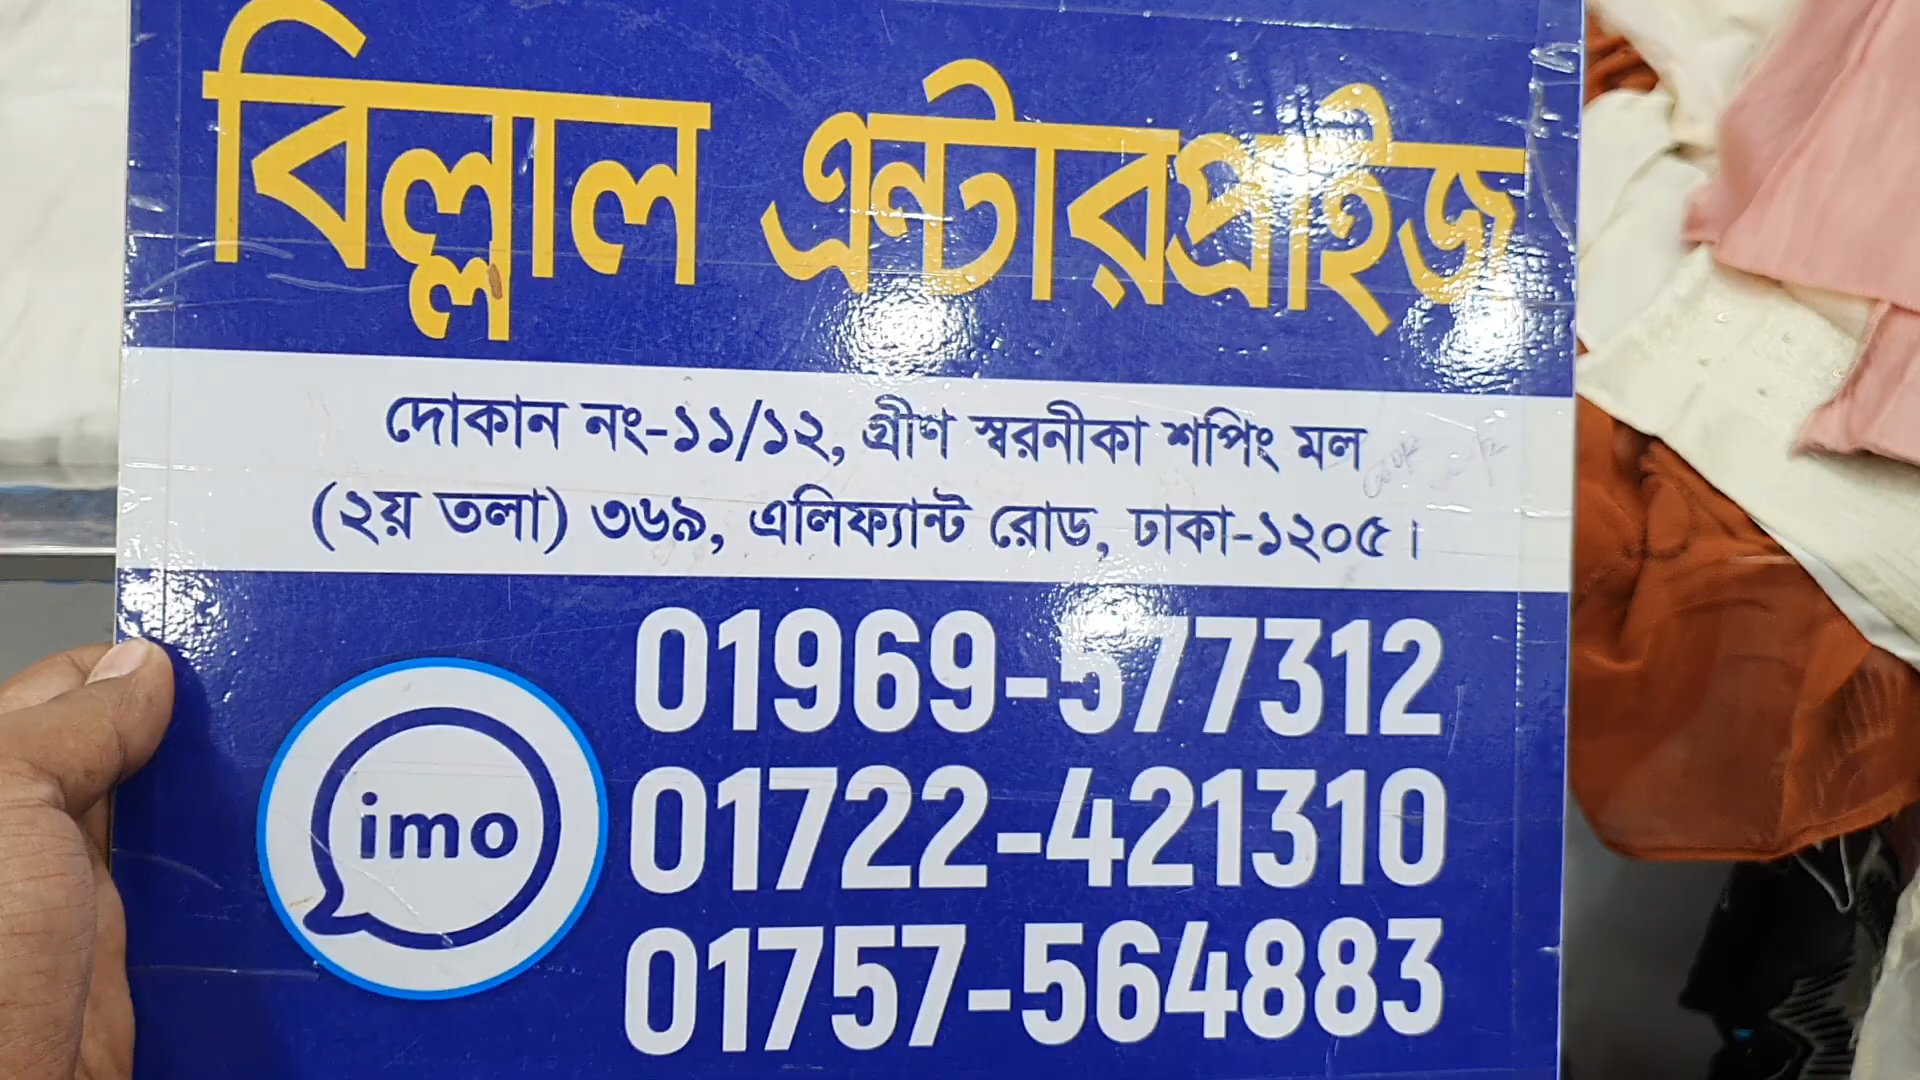 বিল্লাল এন্টারপ্রাইজ
দোকান নং-১১/১২, গ্রীণ স্বরনীকা শপিং মল
(২য় তলা) ৩৬৯, এলিফ্যান্ট রোড, ঢাকা-১২০৫।
imo
01969-577312
01722-421310
01757-564883